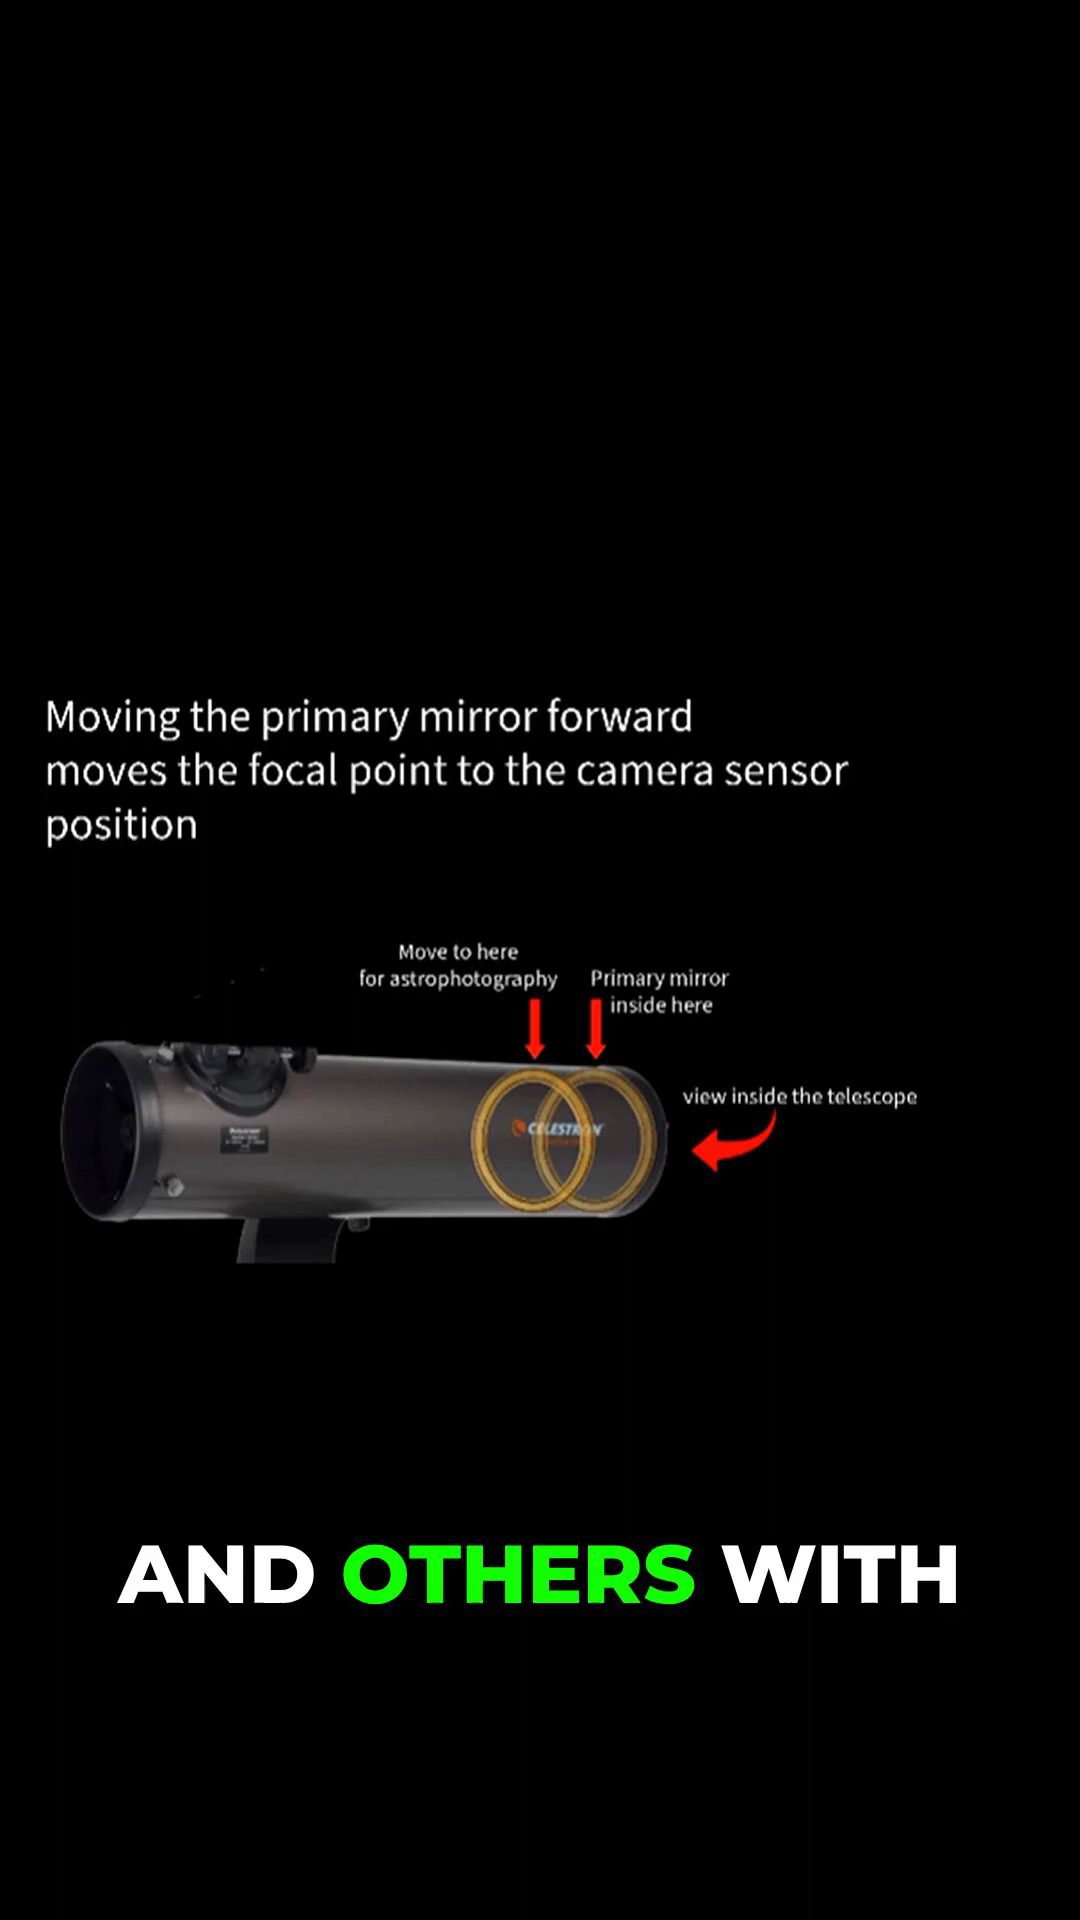 Moving the primary mirror forward
moves the focal point to the camera sensor
position
Move to here
for astrophotography
Primary mirror
inside here
view inside the telescope
CELESTRON
AND OTHERS WITH